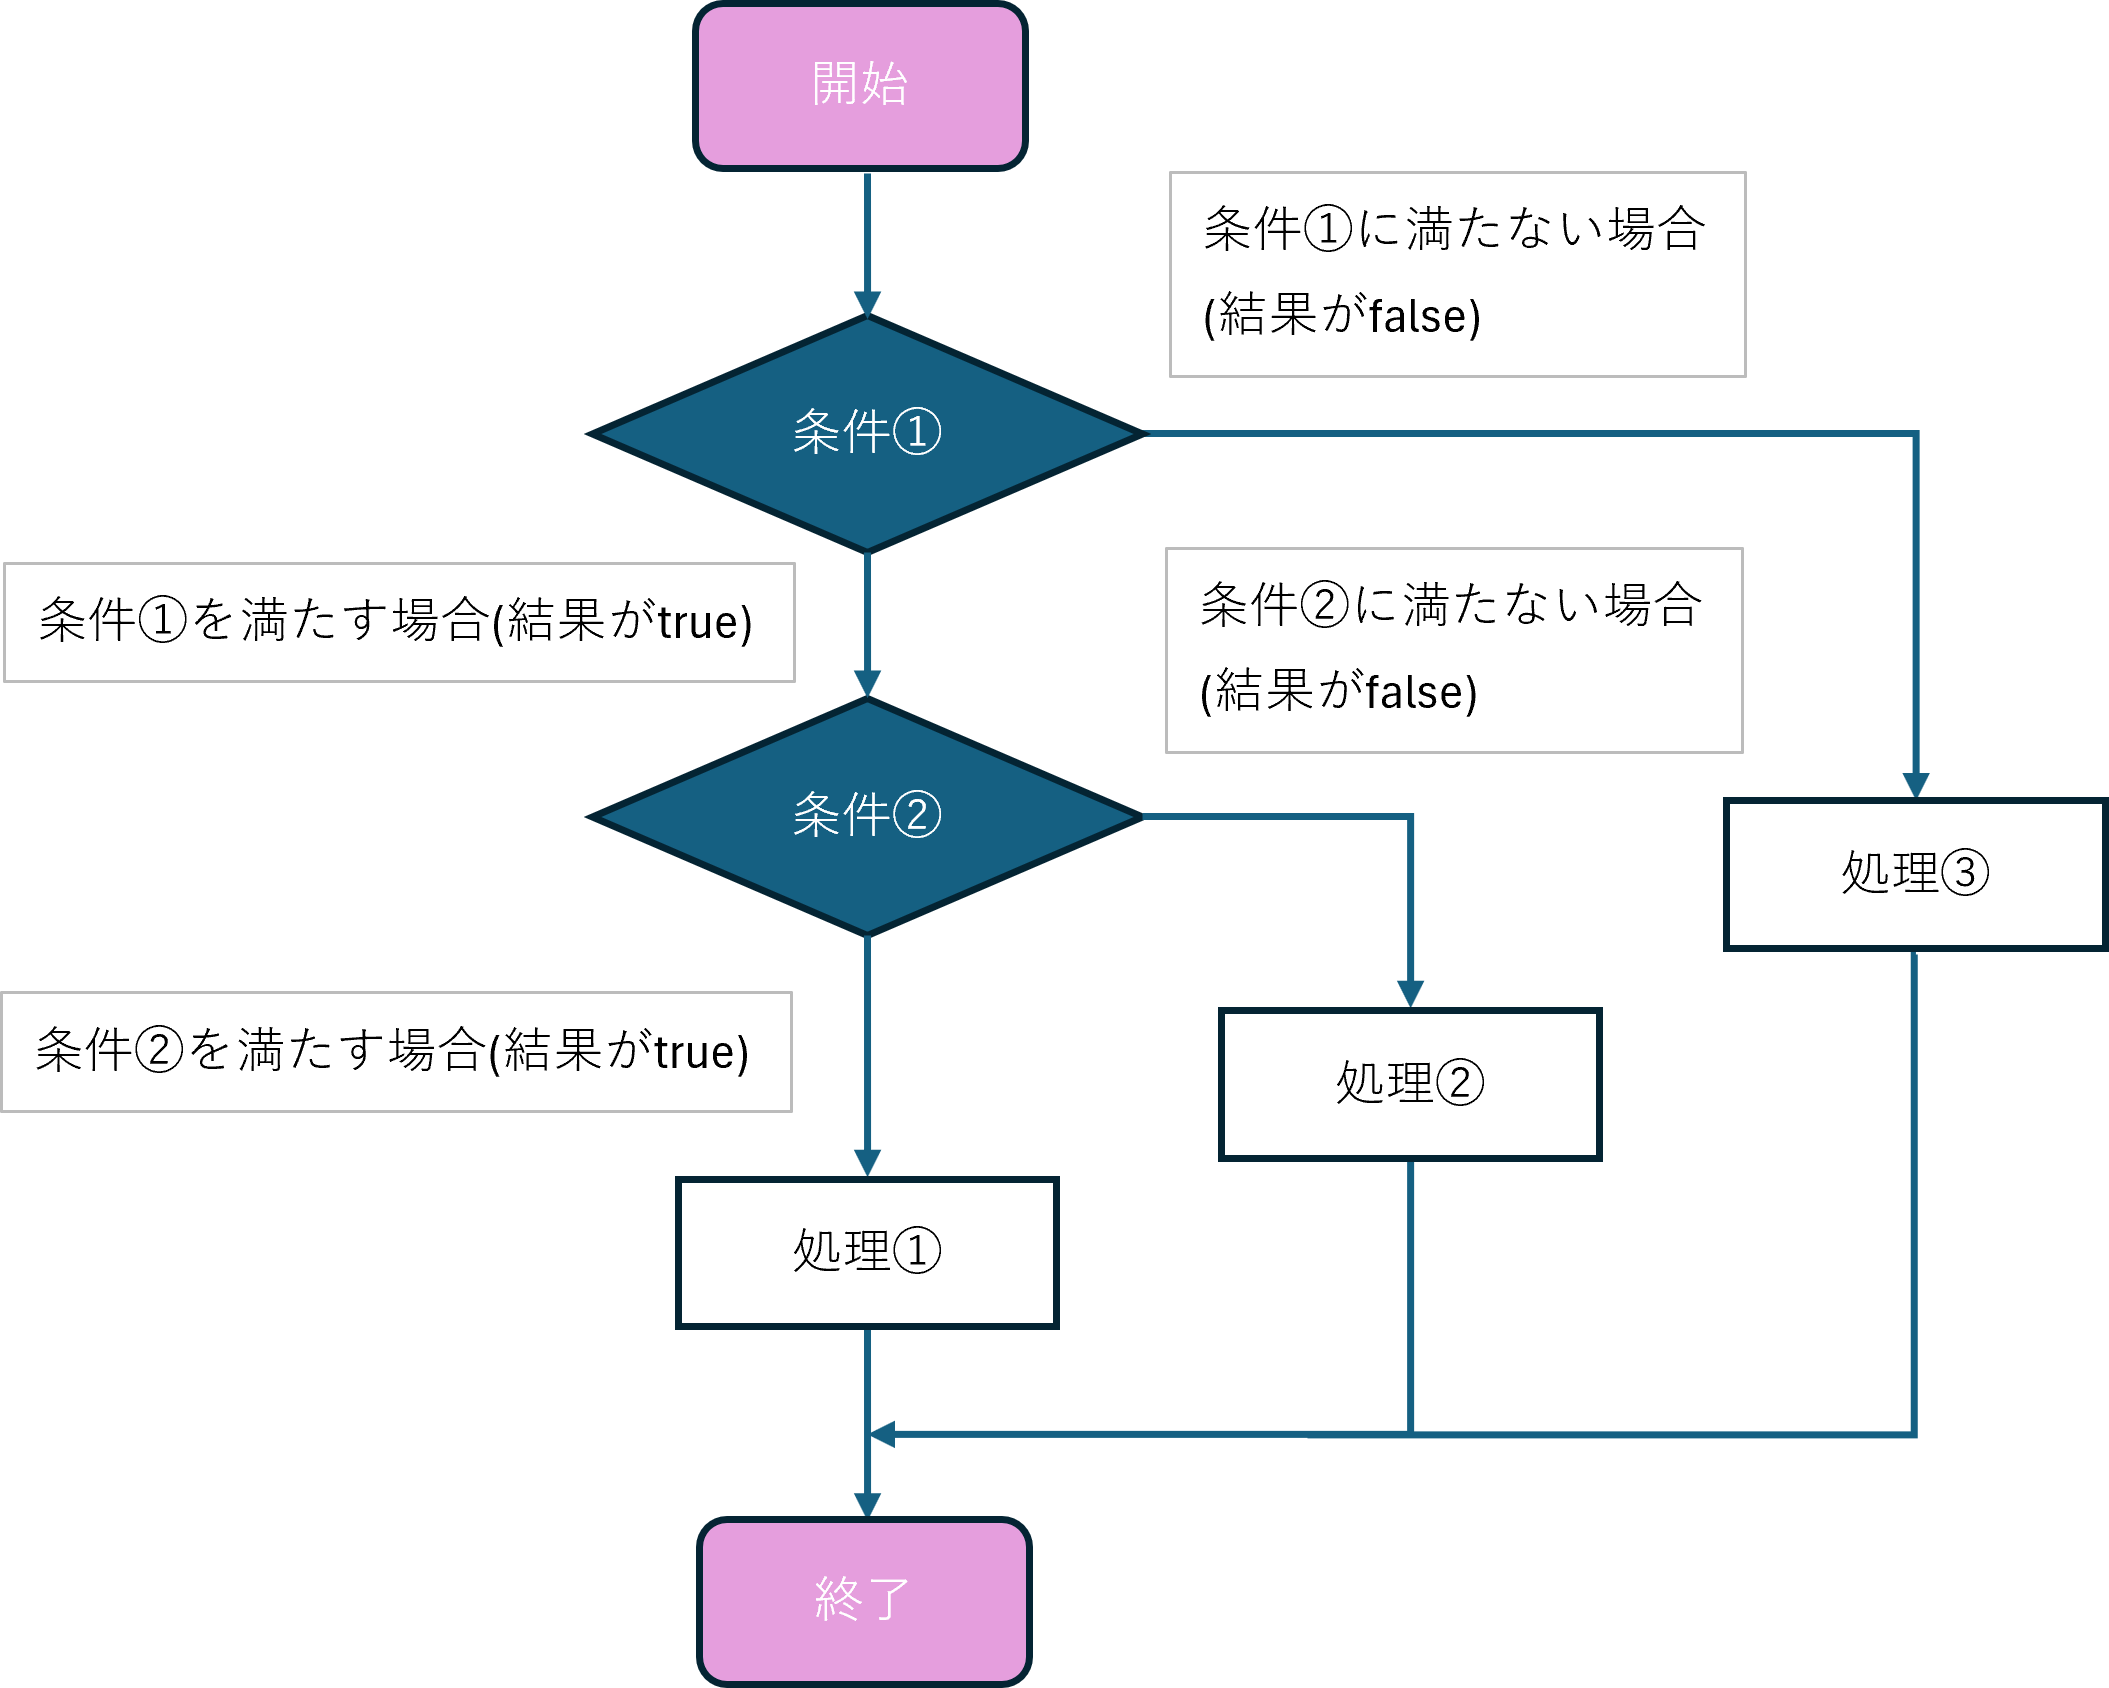 開始
条件①に満たない場合
(結果がfalse)
条件①
条件①を満たす場合(結果がtrue)
条件②に満たない場合
(結果がfalse)
条件②
処理③
条件②を満たす場合(結果がtrue)
処理②
処理①
終了